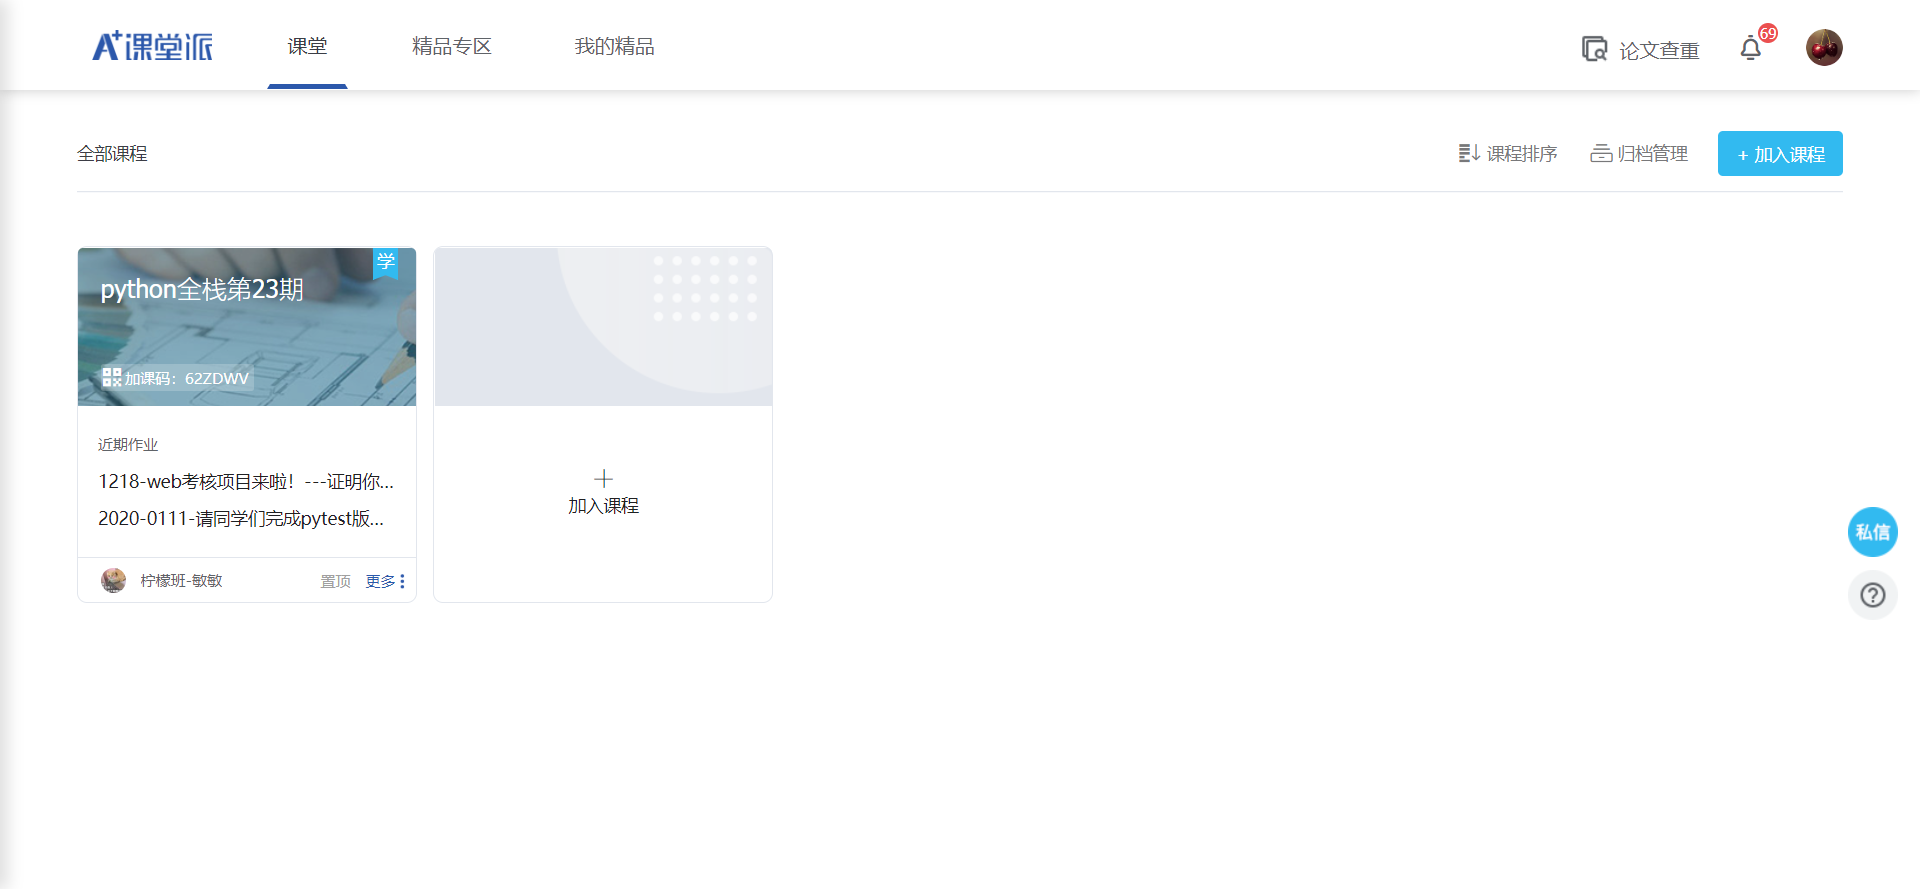 A+课堂派
课堂
精品专区
我的精品
论文查重
69
全部课程
课程排序
归档管理
+ 加入课程
学
python全栈第23期
加课码：62ZDWV
近期作业
1218-web考核项目来啦！---证明你...
2020-0111-请同学们完成pytest版...
柠檬班-敏敏
置顶
更多
加入课程
私信